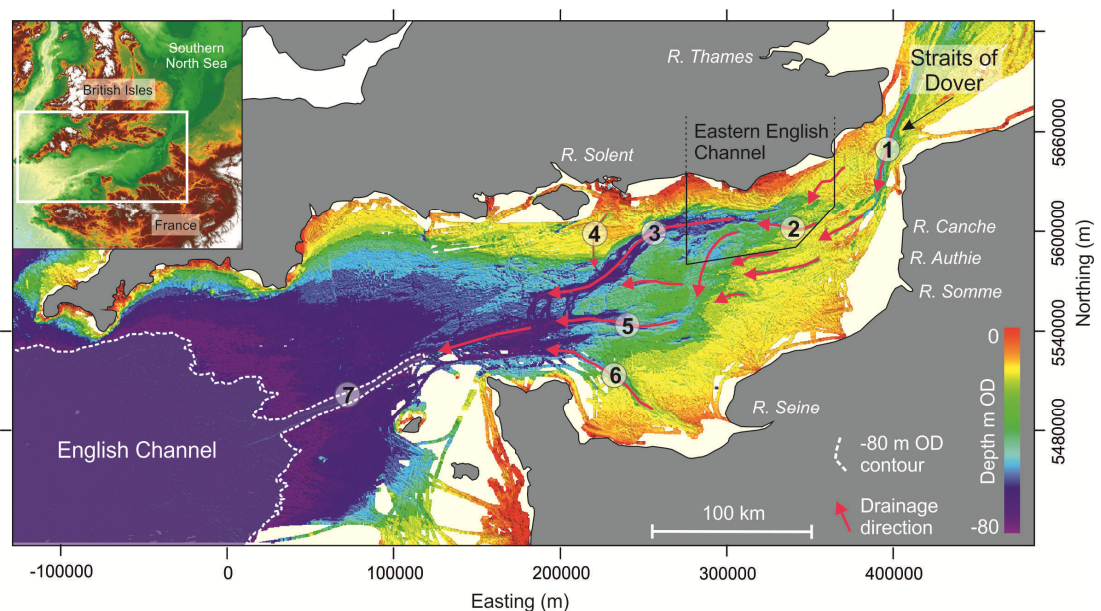 Southern
North Sea
British Isles
France
R. Thames
Straits of
Dover
Eastern English
Channel
R. Solent
1
2
3
4
5
6
7
R. Canche
R. Authie
R. Somme
R. Seine
English Channel
-80 m OD
contour
Drainage
direction
100 km
0
Depth m OD
-80
5660000
5600000
5540000
5480000
Northing (m)
-100000
0
100000
200000
300000
400000
Easting (m)